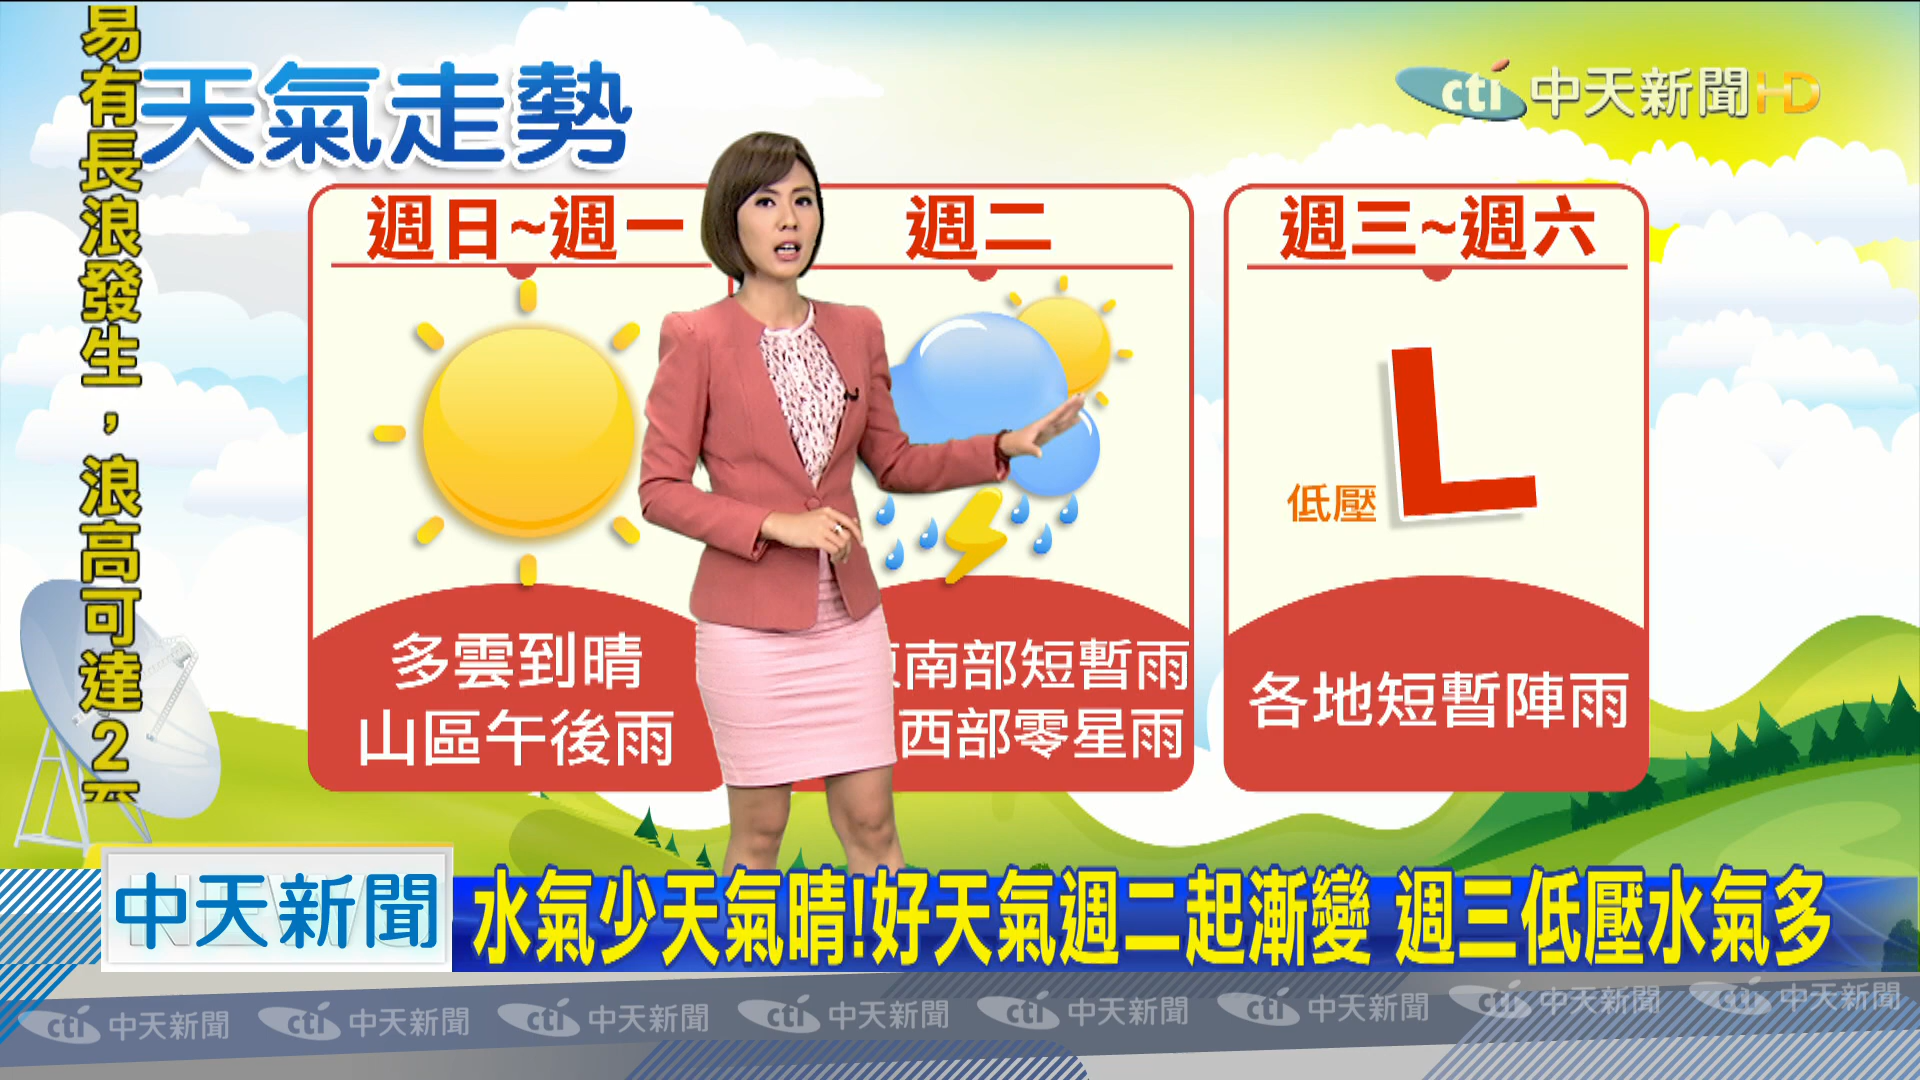 易有長浪發生，浪高可達2
天氣走勢
cti 中天新聞HD
週日~週一
多雲到晴
山區午後雨
週二
南部短暫雨
西部零星雨
週三~週六
低壓
L
各地短暫陣雨
中天新聞
水氣少天氣晴!好天氣週二起漸變 週三低壓水氣多
cti 中天新聞 cti 中天新聞 cti 中天新聞 cti 中天新聞 cti 中天新聞 cti 中天新聞 cti 中天新聞 cti 中天新聞